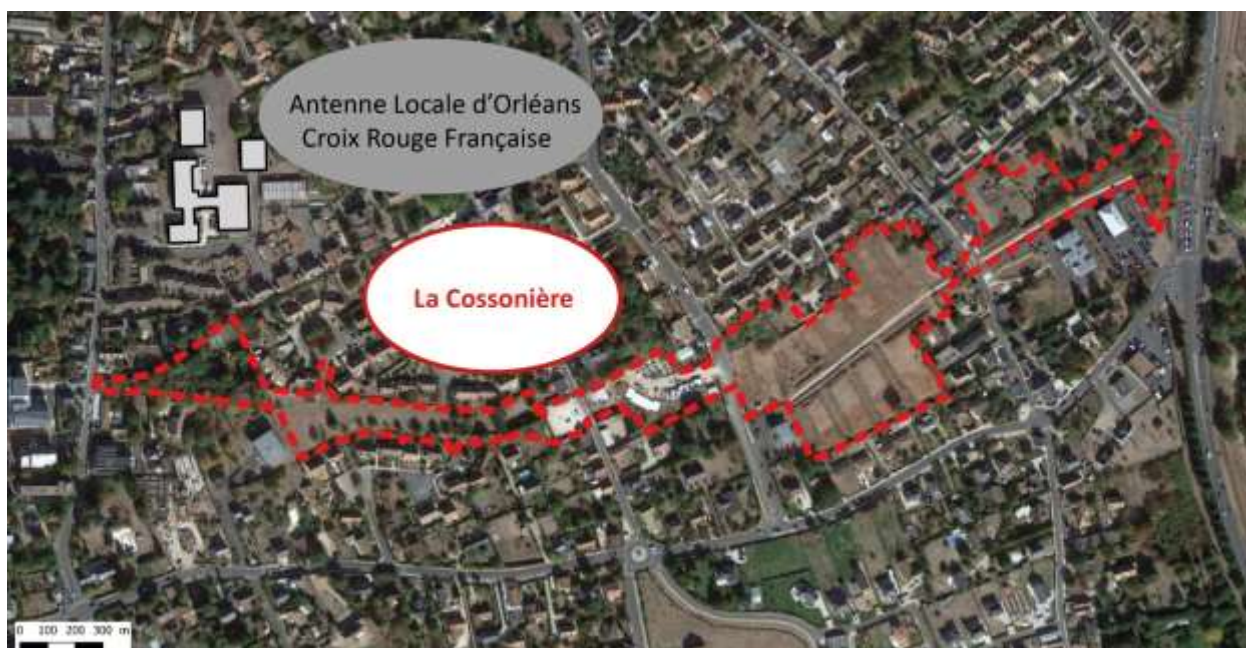 Antenne Locale d'Orléans
Croix Rouge Française
La Cossonière
0 100 200 300 m